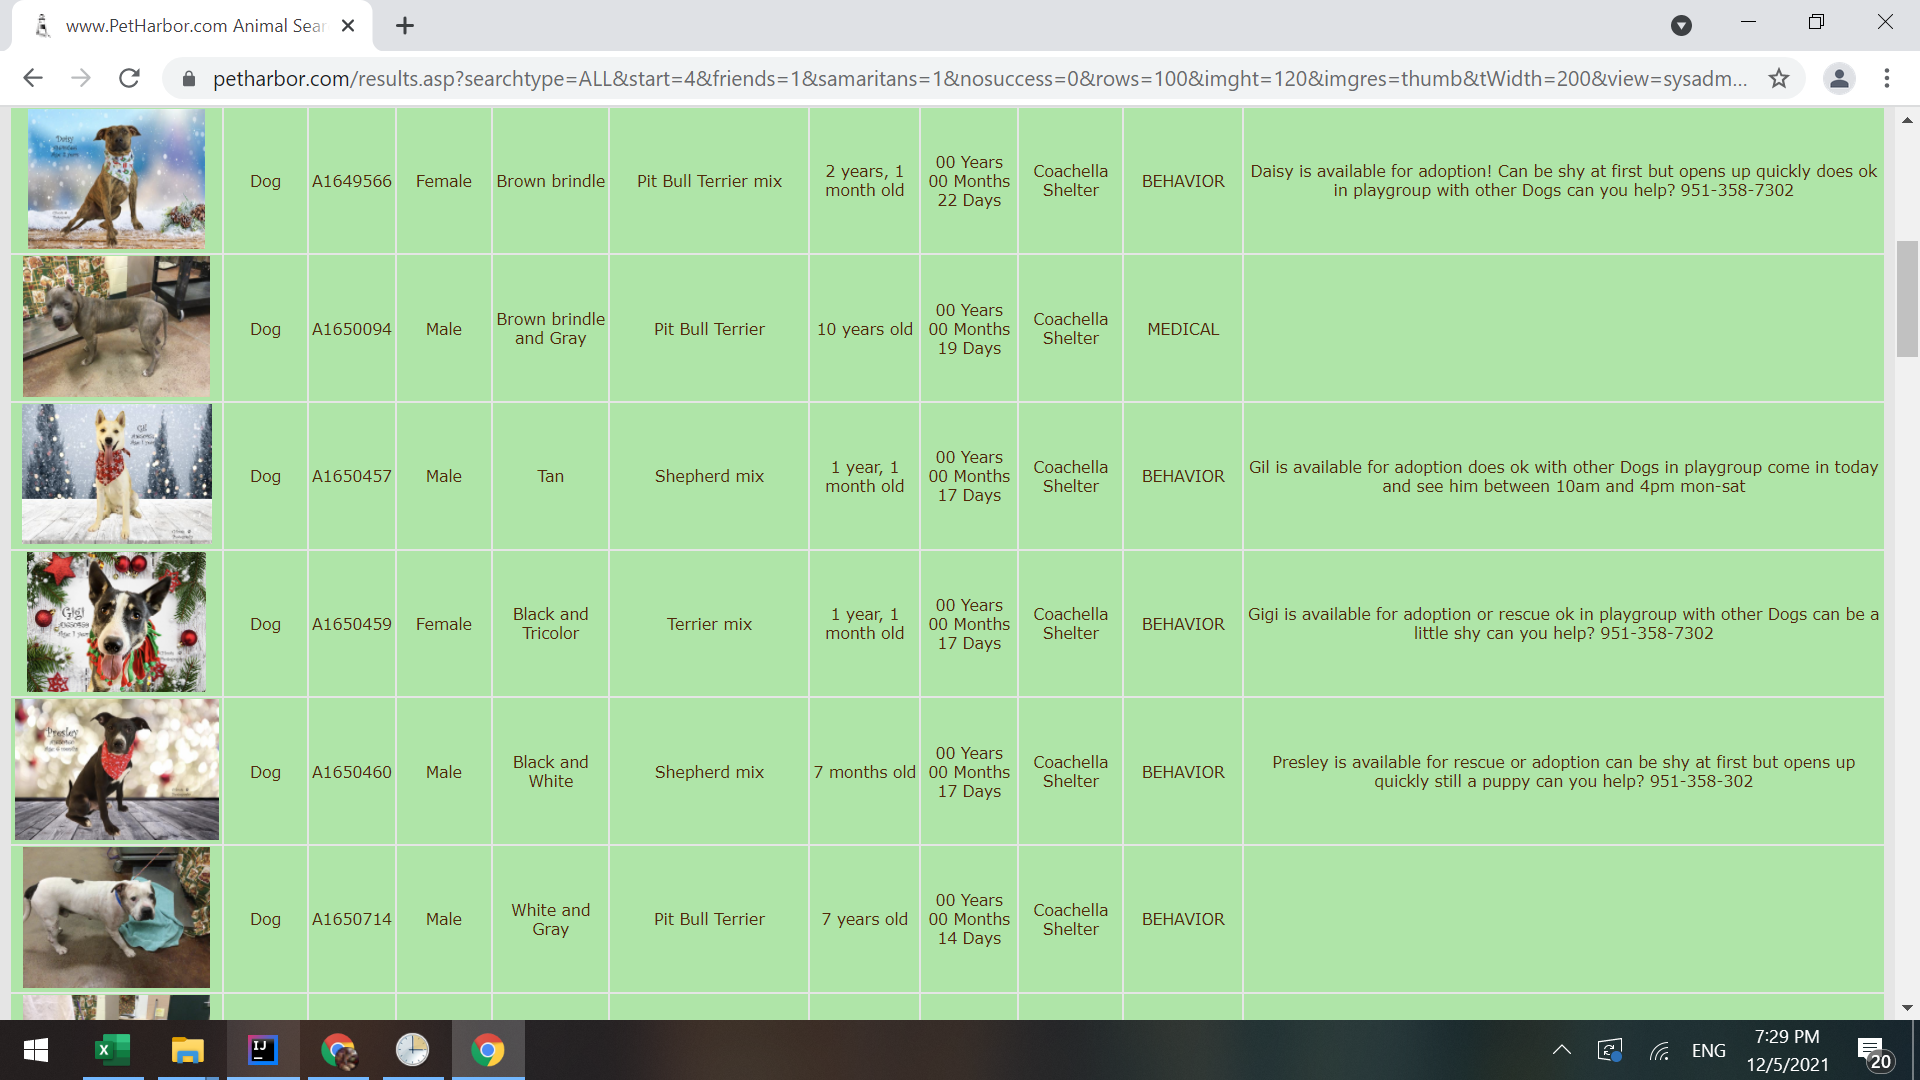 www.PetHarbor.com Animal Sear
petharbor.com/results.asp?searchtype=ALL&start=4&friends=1&samaritans=1&nosuccess=0&rows=100&imght=120&imgres=thumb&tWidth=200&view=sysadm...
Daisy
Dog
A1649566
Female
Brown brindle
Pit Bull Terrier mix
2 years, 1
month old
00 Years
00 Months
22 Days
Coachella
Shelter
BEHAVIOR
Daisy is available for adoption! Can be shy at first but opens up quickly does ok
in playgroup with other Dogs can you help? 951-358-7302
Dog
A1650094
Male
Brown brindle
and Gray
Pit Bull Terrier
10 years old
00 Years
00 Months
19 Days
Coachella
Shelter
MEDICAL
Gil
Dog
A1650457
Male
Tan
Shepherd mix
1 year, 1
month old
00 Years
00 Months
17 Days
Coachella
Shelter
BEHAVIOR
Gil is available for adoption does ok with other Dogs in playgroup come in today
and see him between 10am and 4pm mon-sat
Gigi
Dog
A1650459
Female
Black and
Tricolor
Terrier mix
1 year, 1
month old
00 Years
00 Months
17 Days
Coachella
Shelter
BEHAVIOR
Gigi is available for adoption or rescue ok in playgroup with other Dogs can be a
little shy can you help? 951-358-7302
Presley
Dog
A1650460
Male
Black and
White
Shepherd mix
7 months old
00 Years
00 Months
17 Days
Coachella
Shelter
BEHAVIOR
Presley is available for rescue or adoption can be shy at first but opens up
quickly still a puppy can you help? 951-358-302
Dog
A1650714
Male
White and
Gray
Pit Bull Terrier
7 years old
00 Years
00 Months
14 Days
Coachella
Shelter
BEHAVIOR
X
IJ
ENG
7:29 PM
12/5/2021
20